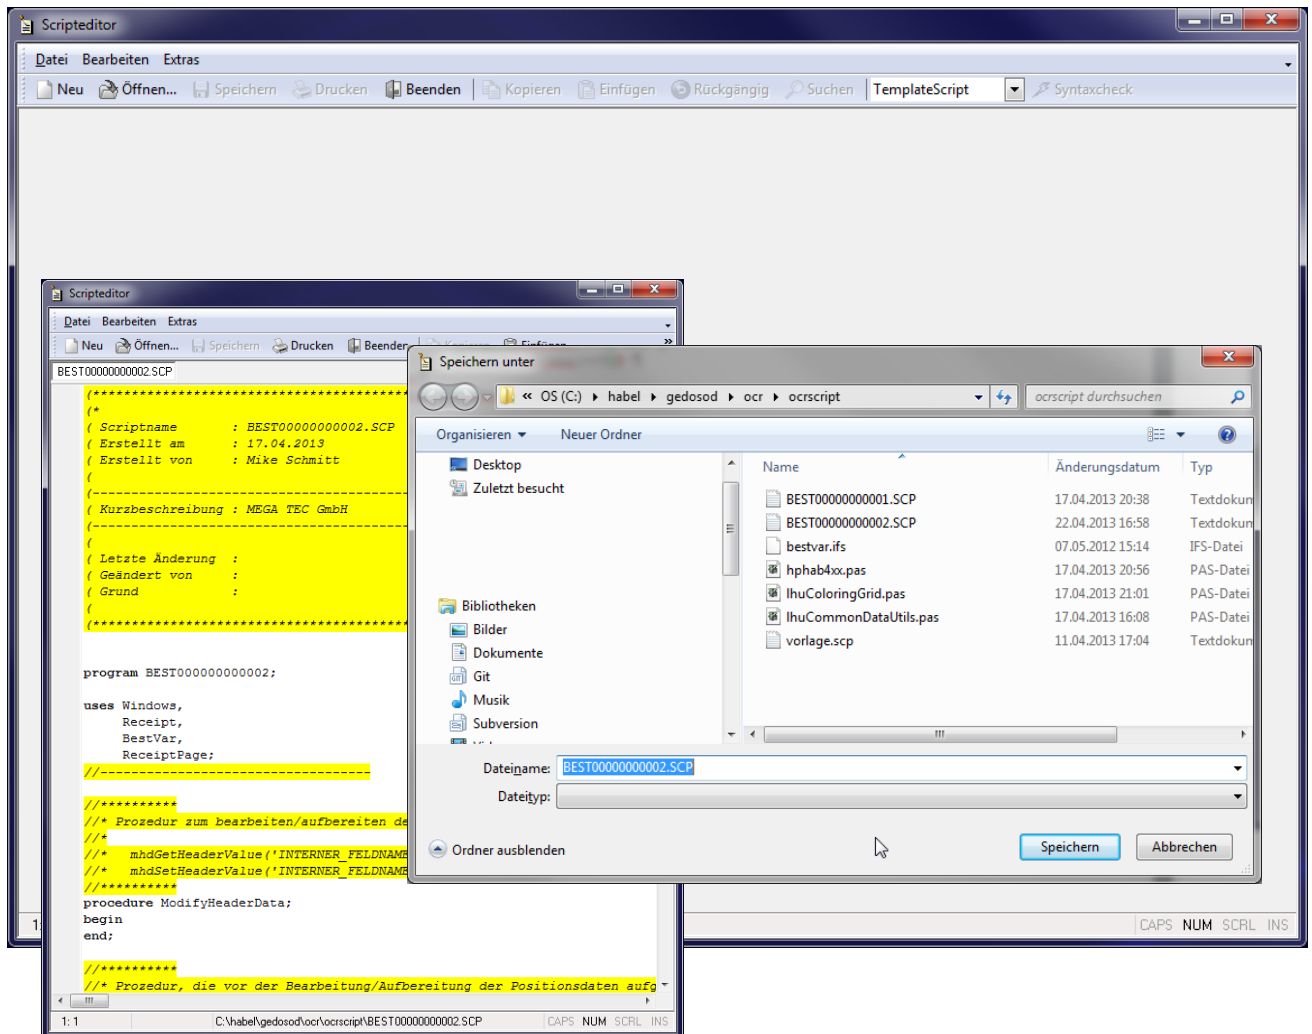 Scripteditor
Datei Bearbeiten Extras
Neu Öffnen... Speichern Drucken Beenden Kopieren Einfügen Rückgängig Suchen TemplateScript Syntaxcheck
Scripteditor
Datei Bearbeiten Extras
Neu Öffnen... Speichern Drucken Beenden
BEST00000000002.SCP
(*****************************************
(*
( Scriptname : BEST00000000002.SCP
( Erstellt am : 17.04.2013
( Erstellt von : Mike Schmitt
(
(-----------------------------------------
( Kurzbeschreibung : MEGA TEC GmbH
(-----------------------------------------
(
( Letzte Änderung :
( Geändert von :
( Grund :
(
(*****************************************
program BEST000000000002;
uses Windows,
Receipt,
BestVar,
ReceiptPage;
//-----------------------------------
//**********
//* Prozedur zum bearbeiten/aufbereiten de
//*
//* mhdGetHeaderValue('INTERNER_FELDNAME
//* mhdSetHeaderValue('INTERNER_FELDNAME
//**********
procedure ModifyHeaderData;
begin
end;
//**********
//* Prozedur, die vor der Bearbeitung/Aufbereitung der Positionsdaten aufg
1: 1 C:\habel\gedosod\ocr\ocrscript\BEST00000000002.SCP CAPS NUM SCRL INS
Speichern unter
« OS (C:) habel gedosod ocr ocrscript
ocrscript durchsuchen
Organisieren Neuer Ordner
Desktop
Zuletzt besucht
Bibliotheken
Bilder
Dokumente
Git
Musik
Subversion
Name Änderungsdatum Typ
BEST00000000001.SCP 17.04.2013 20:38 Textdokun
BEST00000000002.SCP 22.04.2013 16:58 Textdokun
bestvar.ifs 07.05.2012 15:14 IFS-Datei
hphab4xx.pas 17.04.2013 20:56 PAS-Datei
lhuColoringGrid.pas 17.04.2013 21:01 PAS-Datei
lhuCommonDataUtils.pas 17.04.2013 16:08 PAS-Datei
vorlage.scp 11.04.2013 17:04 Textdokun
Dateiname: BEST00000000002.SCP
Dateityp:
Ordner ausblenden
Speichern Abbrechen
1: CAPS NUM SCRL INS